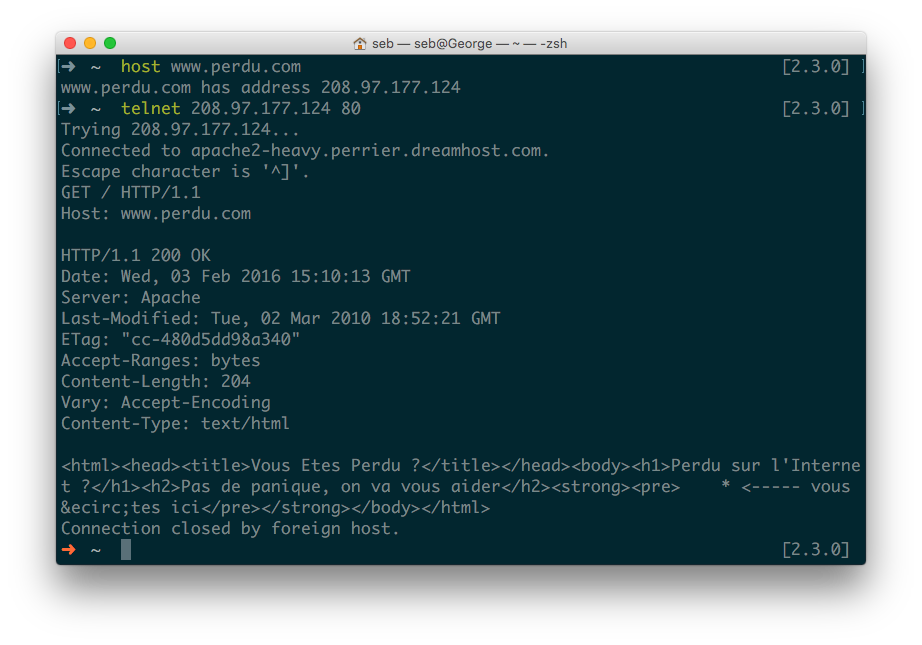 seb — seb@George — ~ — -zsh
[➜ ~ host www.perdu.com [2.3.0] ]
www.perdu.com has address 208.97.177.124
[➜ ~ telnet 208.97.177.124 80 [2.3.0] ]
Trying 208.97.177.124...
Connected to apache2-heavy.perrier.dreamhost.com.
Escape character is '^]'.
GET / HTTP/1.1
Host: www.perdu.com

HTTP/1.1 200 OK
Date: Wed, 03 Feb 2016 15:10:13 GMT
Server: Apache
Last-Modified: Tue, 02 Mar 2010 18:52:21 GMT
ETag: "cc-480d5dd98a340"
Accept-Ranges: bytes
Content-Length: 204
Vary: Accept-Encoding
Content-Type: text/html

<html><head><title>Vous Etes Perdu ?</title></head><body><h1>Perdu sur l'Interne
t ?</h1><h2>Pas de panique, on va vous aider</h2><strong><pre>    * <----- vous
&ecirc;tes ici</pre></strong></body></html>
Connection closed by foreign host.
➜ ~ [2.3.0]